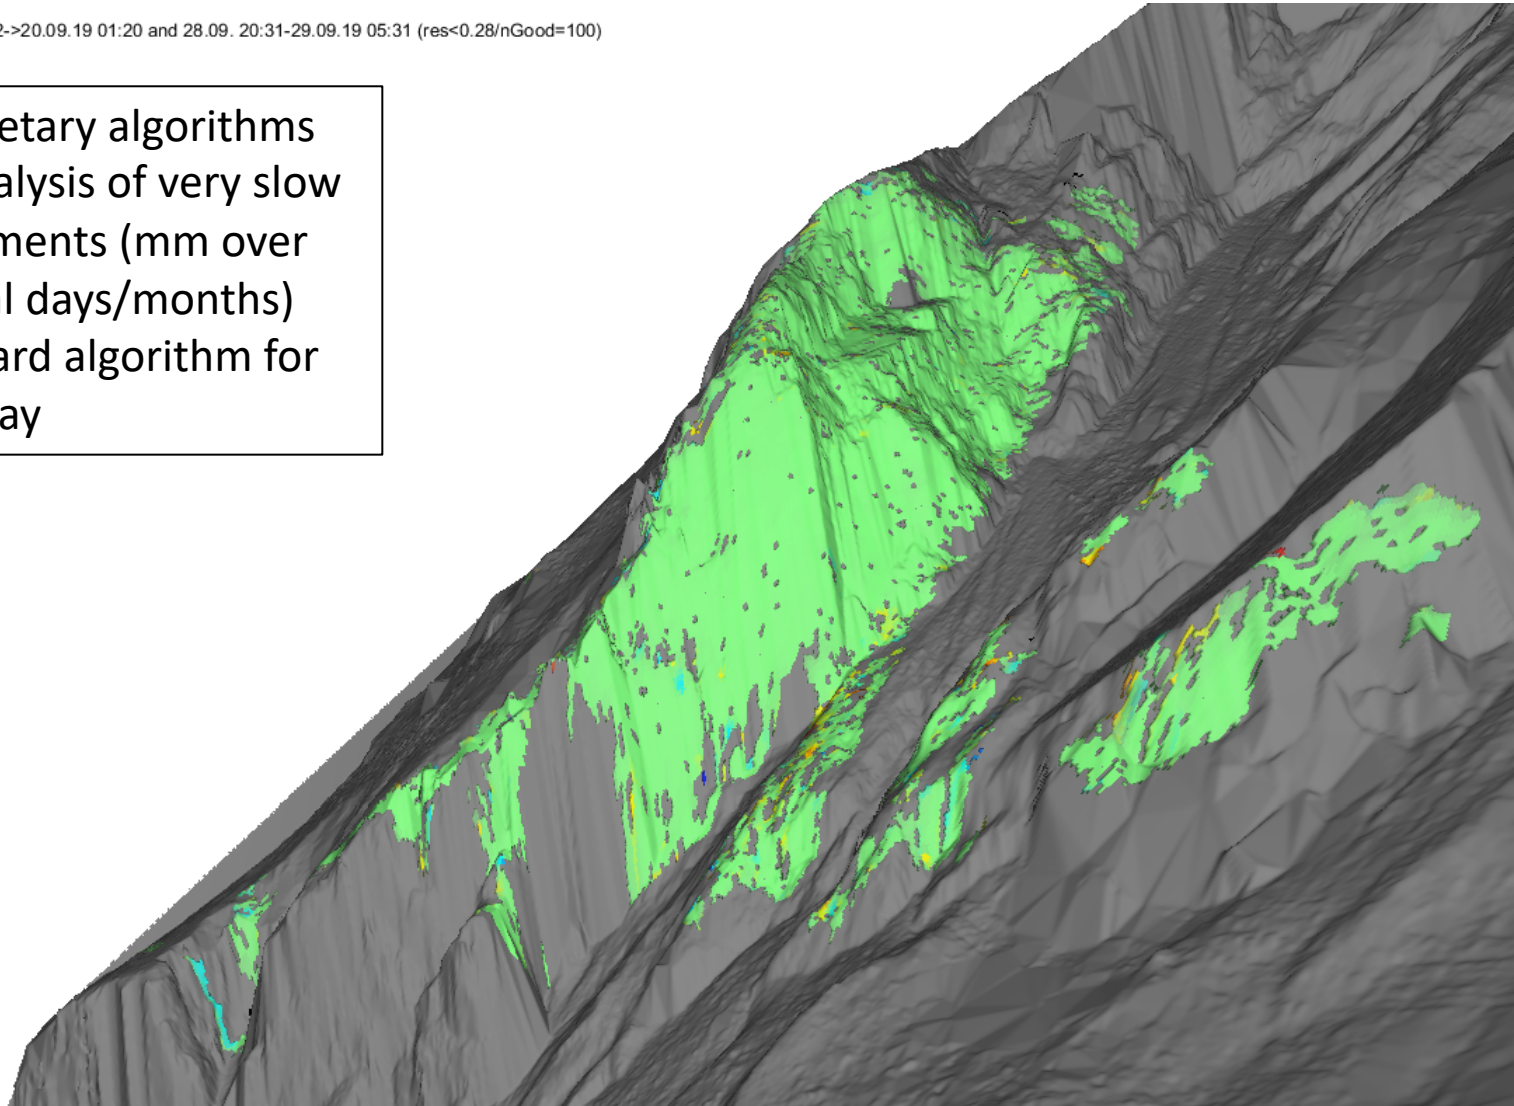 2->20.09.19 01:20 and 28.09. 20:31-29.09.19 05:31 (res<0.28/nGood=100)
etary algorithms
alysis of very slow
ments (mm over
l days/months)
ard algorithm for
ay